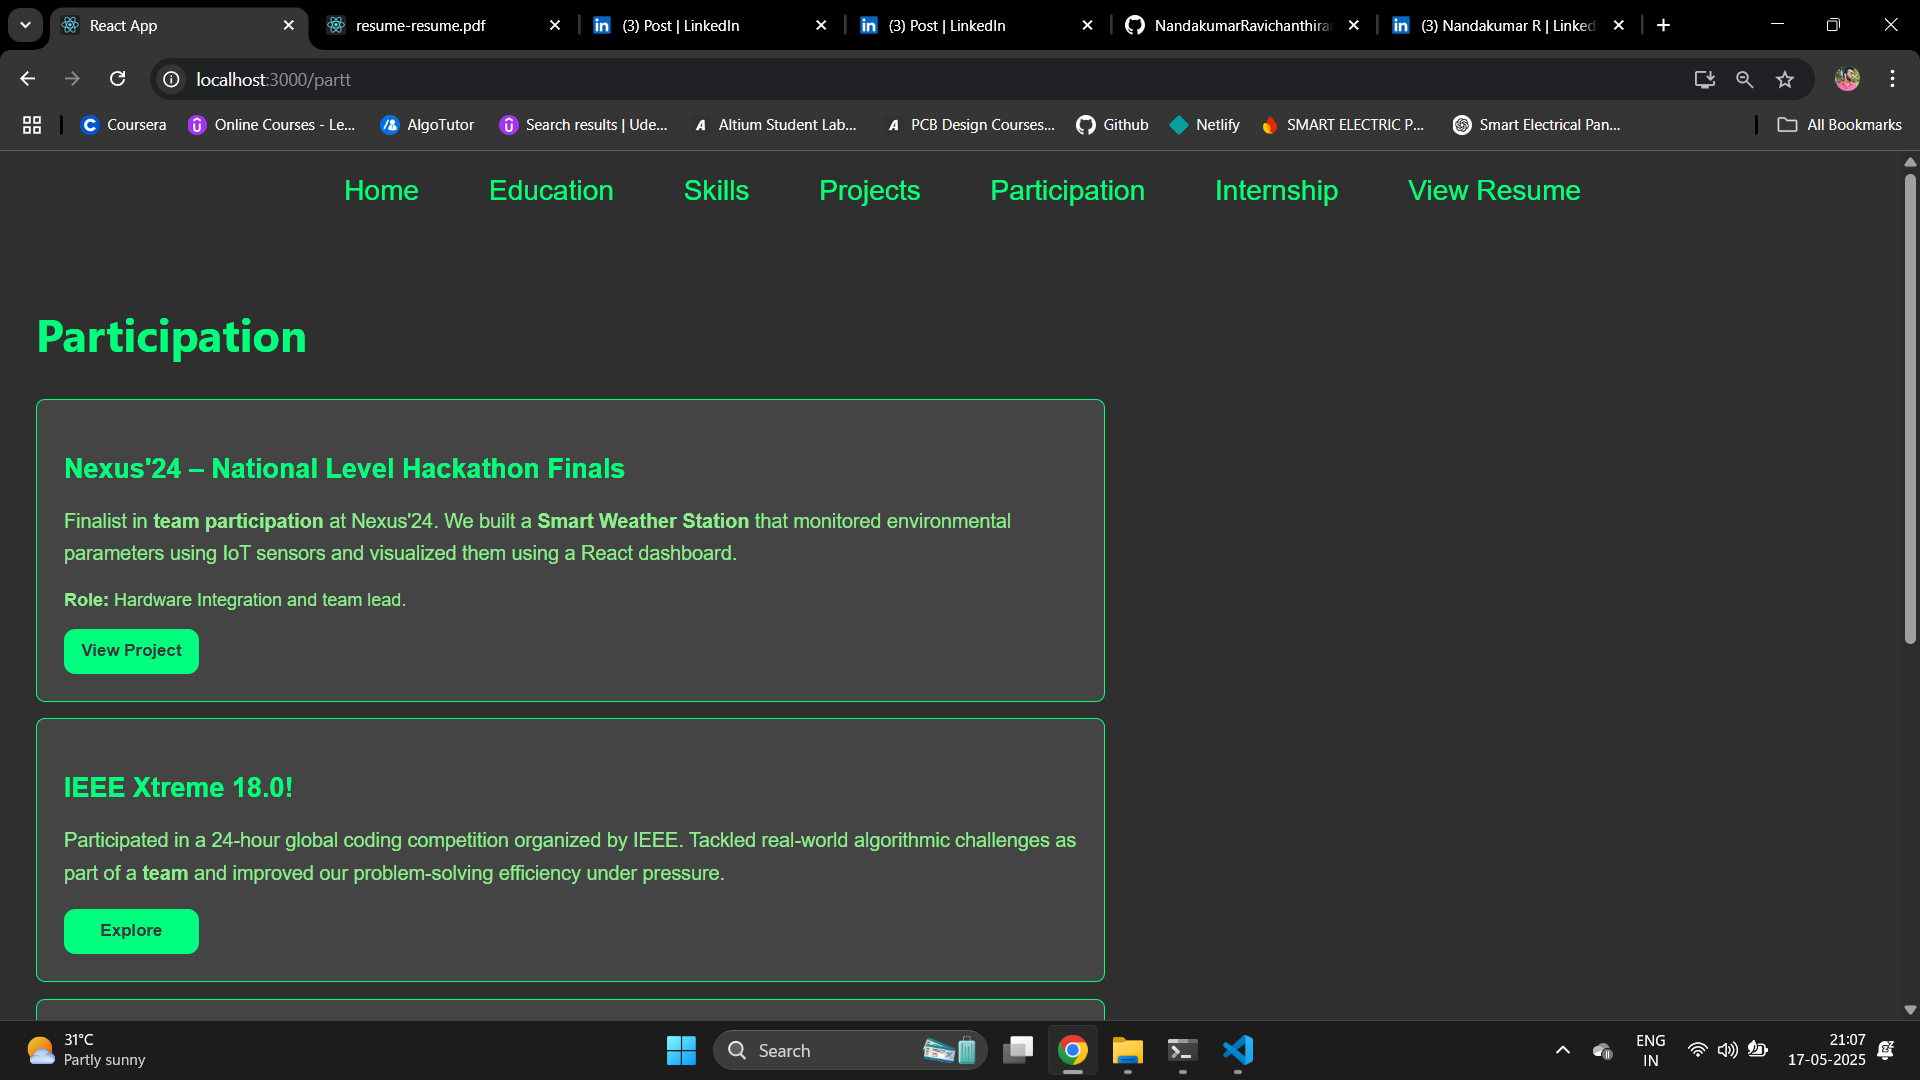 React App
resume-resume.pdf
(3) Post | LinkedIn
(3) Post | LinkedIn
NandakumarRavichanthira
(3) Nandakumar R | Linked
localhost:3000/partt
Coursera
Online Courses - Le...
AlgoTutor
Search results | Ude...
Altium Student Lab...
PCB Design Courses...
Github
Netlify
SMART ELECTRIC P...
Smart Electrical Pan...
All Bookmarks
Home Education Skills Projects Participation Internship View Resume
Participation
Nexus'24 – National Level Hackathon Finals
Finalist in team participation at Nexus'24. We built a Smart Weather Station that monitored environmental
parameters using IoT sensors and visualized them using a React dashboard.
Role: Hardware Integration and team lead.
View Project
IEEE Xtreme 18.0!
Participated in a 24-hour global coding competition organized by IEEE. Tackled real-world algorithmic challenges as
part of a team and improved our problem-solving efficiency under pressure.
Explore
31°C
Partly sunny
Search
ENG
IN
21:07
17-05-2025